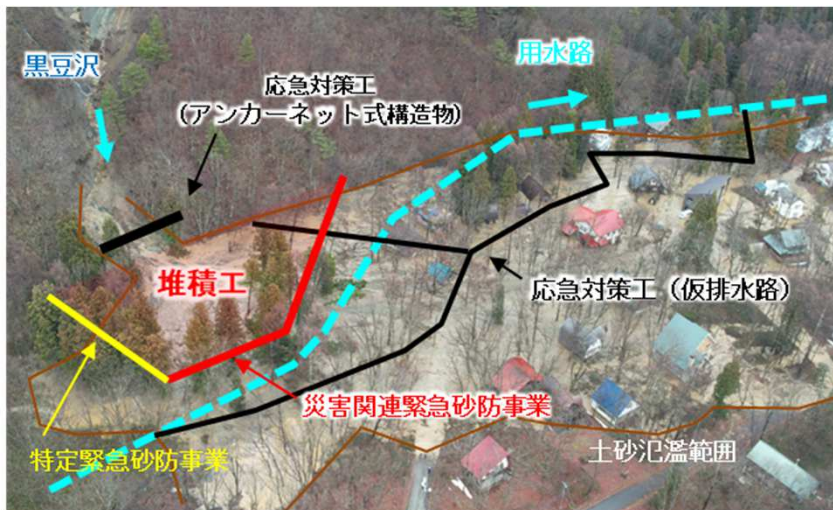 黒豆沢
応急対策工
（アンカーネット式構造物）
用水路
堆積工
応急対策工（仮排水路）
災害関連緊急砂防事業
特定緊急砂防事業
土砂氾濫範囲